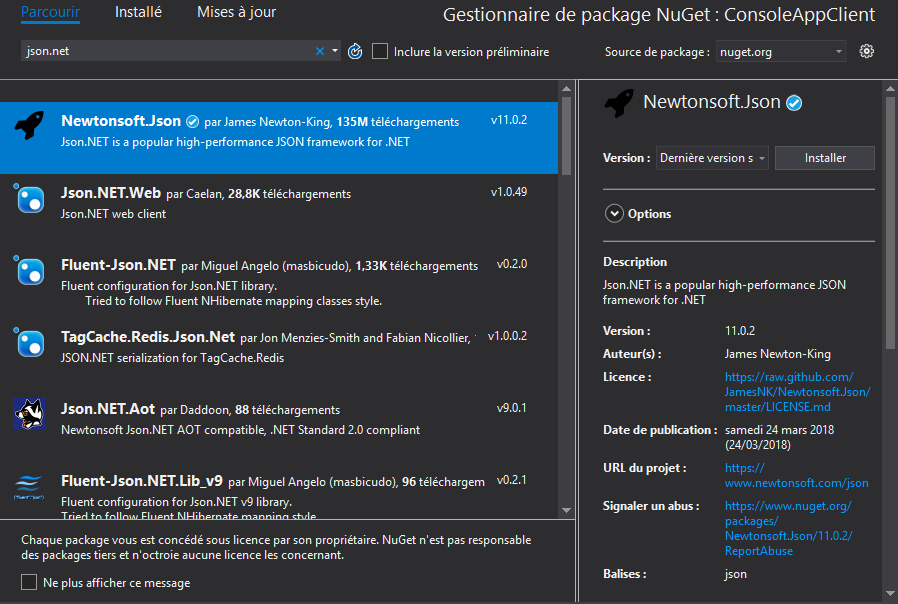 Parcourir Installé Mises à jour
Gestionnaire de package NuGet : ConsoleAppClient
json.net
Inclure la version préliminaire
Source de package : nuget.org
Newtonsoft.Json par James Newton-King, 135M téléchargements v11.0.2
Json.NET is a popular high-performance JSON framework for .NET
Json.NET.Web par Caelan, 28,8K téléchargements v1.0.49
Json.NET web client
Fluent-Json.NET par Miguel Angelo (masbicudo), 1,33K téléchargements v0.2.0
Fluent configuration for Json.NET library.
Tried to follow Fluent NHibernate mapping classes style.
TagCache.Redis.Json.Net par Jon Menzies-Smith and Fabian Nicollier, v1.0.0.2
JSON.NET serialization for TagCache.Redis
Json.NET.Aot par Daddoon, 88 téléchargements v9.0.1
Newtonsoft Json.NET AOT compatible, .NET Standard 2.0 compliant
Fluent-Json.NET.Lib_v9 par Miguel Angelo (masbicudo), 96 téléchargem v0.2.1
Fluent configuration for Json.NET v9 library.
Tried to follow Fluent NHibernate mapping style.
Chaque package vous est concédé sous licence par son propriétaire. NuGet n'est pas responsable
des packages tiers et n'octroie aucune licence les concernant.
Ne plus afficher ce message
Newtonsoft.Json
Version : Dernière version s Installer
Options
Description
Json.NET is a popular high-performance JSON
framework for .NET
Version : 11.0.2
Auteur(s) : James Newton-King
Licence : https://raw.github.com/
JamesNK/Newtonsoft.Json/
master/LICENSE.md
Date de publication : samedi 24 mars 2018
(24/03/2018)
URL du projet : https://
www.newtonsoft.com/json
Signaler un abus : https://www.nuget.org/
packages/
Newtonsoft.Json/11.0.2/
ReportAbuse
Balises : json